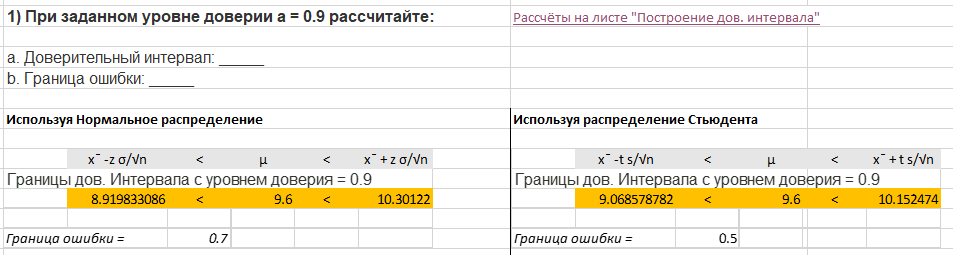 1) При заданном уровне доверии a = 0.9 рассчитайте:
Рассчёты на листе "Построение дов. интервала"
a. Доверительный интервал: _____
b. Граница ошибки: _____
Используя Нормальное распределение
x¯ -z σ/√n < μ < x¯ + z σ/√n
Границы дов. Интервала с уровнем доверия = 0.9
8.919833086 < 9.6 < 10.30122
Граница ошибки = 0.7
Используя распределение Стьюдента
x¯ -t s/√n < μ < x¯ + t s/√n
Границы дов. Интервала с уровнем доверия = 0.9
9.068578782 < 9.6 < 10.152474
Граница ошибки = 0.5